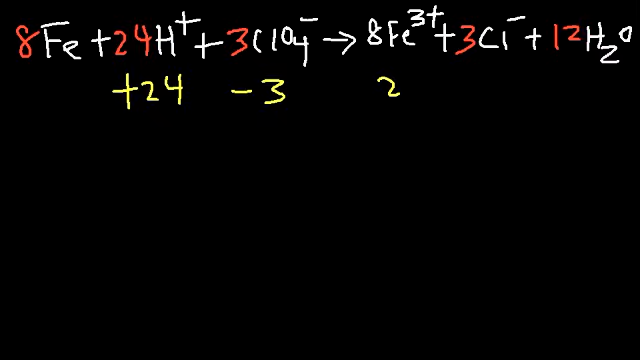 8Fe + 24H⁺ + 3ClO₄⁻ → 8Fe³⁺ + 3Cl⁻ + 12H₂O
+24 -3 2